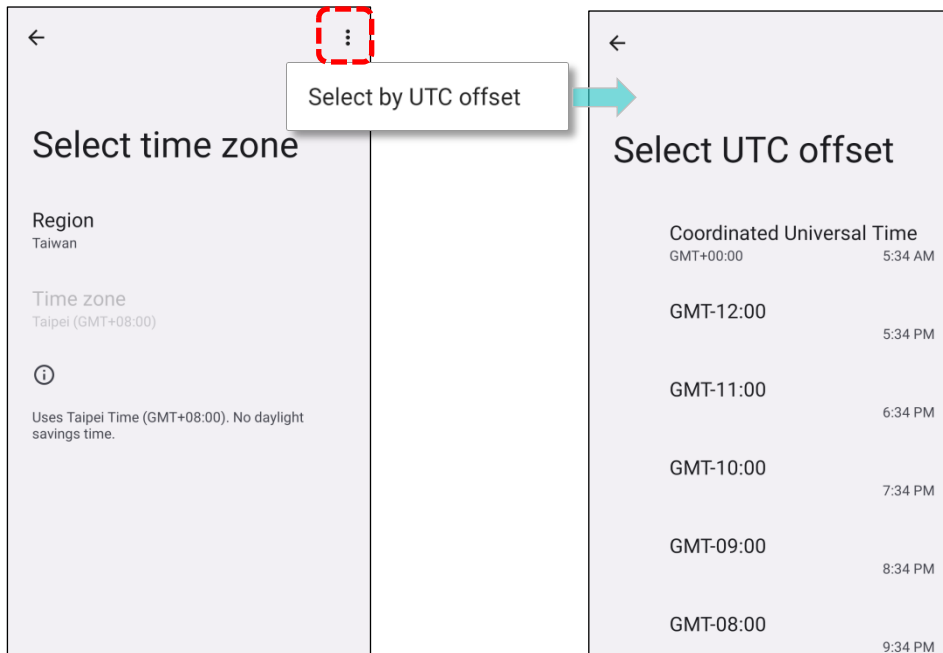 Select by UTC offset
Select time zone
Region
Taiwan
Time zone
Taipei (GMT+08:00)
Uses Taipei Time (GMT+08:00). No daylight
savings time.
Select UTC offset
Coordinated Universal Time
GMT+00:00 5:34 AM
GMT-12:00
5:34 PM
GMT-11:00
6:34 PM
GMT-10:00
7:34 PM
GMT-09:00
8:34 PM
GMT-08:00
9:34 PM